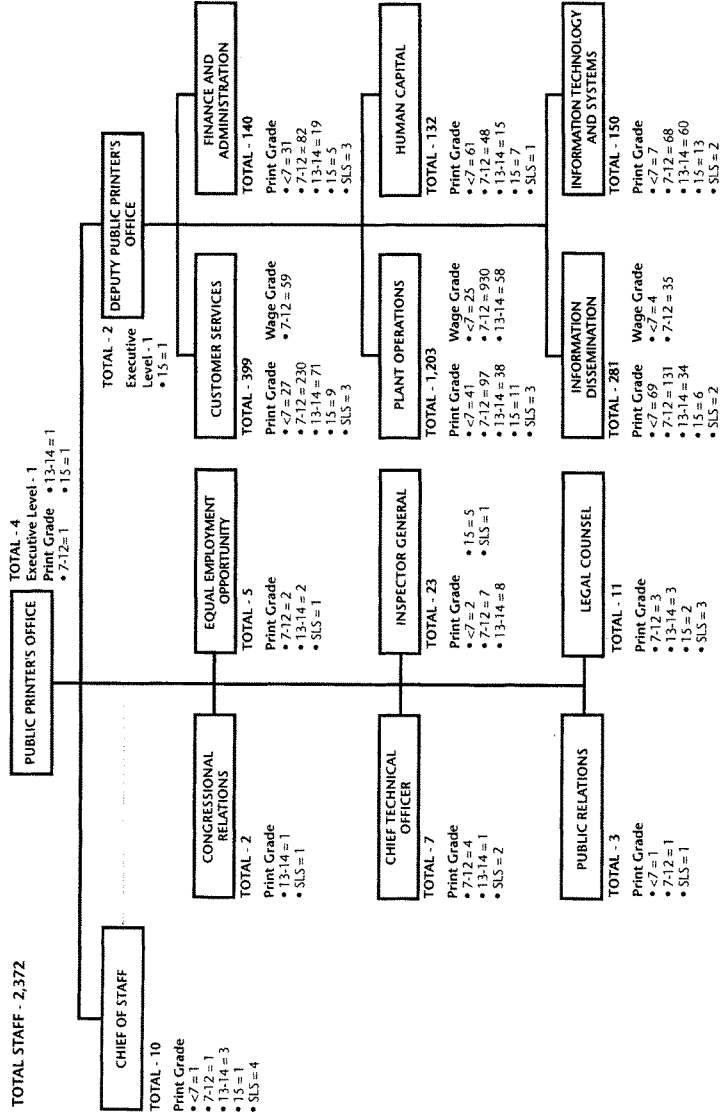 TOTAL STAFF - 2,372
PUBLIC PRINTER'S OFFICE
TOTAL - 4
Executive Level - 1
Print Grade
• 7-12= 1
• 13-14 = 1
• 15 = 1
CHIEF OF STAFF
TOTAL - 10
Print Grade
• <7 = 1
• 7-12 = 1
• 13-14 = 3
• 15 = 1
• SLS = 4
DEPUTY PUBLIC PRINTER'S
OFFICE
TOTAL - 2
Executive
Level - 1
• 15 = 1
CONGRESSIONAL
RELATIONS
TOTAL - 2
Print Grade
• 13-14 = 1
• SLS = 1
EQUAL EMPLOYMENT
OPPORTUNITY
TOTAL - 5
Print Grade
• 7-12 = 2
• 13-14 = 2
• SLS = 1
CUSTOMER SERVICES
TOTAL - 399
Print Grade
• <7 = 27
• 7-12 = 230
• 13-14 = 71
• 15 = 9
• SLS = 3
Wage Grade
• 7-12 = 59
FINANCE AND
ADMINISTRATION
TOTAL - 140
Print Grade
• <7 = 31
• 7-12 = 82
• 13-14 = 19
• 15 = 5
• SLS = 3
CHIEF TECHNICAL
OFFICER
TOTAL - 7
Print Grade
• 7-12 = 4
• 13-14 = 1
• SLS = 2
INSPECTOR GENERAL
TOTAL - 23
Print Grade
• <7 = 2
• 7-12 = 7
• 13-14 = 8
• 15 = 5
• SLS = 1
PLANT OPERATIONS
TOTAL - 1,203
Print Grade
• <7 = 41
• 7-12 = 97
• 13-14 = 38
• 15 = 11
• SLS = 3
Wage Grade
• <7 = 25
• 7-12 = 930
• 13-14 = 58
HUMAN CAPITAL
TOTAL - 132
Print Grade
• <7 = 61
• 7-12 = 48
• 13-14 = 15
• 15 = 7
• SLS = 1
PUBLIC RELATIONS
TOTAL - 3
Print Grade
• <7 = 1
• 7-12 = 1
• SLS = 1
LEGAL COUNSEL
TOTAL - 11
Print Grade
• 7-12 = 3
• 13-14 = 3
• 15 = 2
• SLS = 3
INFORMATION
DISSEMINATION
TOTAL - 281
Print Grade
• <7 = 69
• 7-12 = 131
• 13-14 = 34
• 15 = 6
• SLS = 2
Wage Grade
• <7 = 4
• 7-12 = 35
INFORMATION TECHNOLOGY
AND SYSTEMS
TOTAL - 150
Print Grade
• <7 = 7
• 7-12 = 68
• 13-14 = 60
• 15 = 13
• SLS = 2